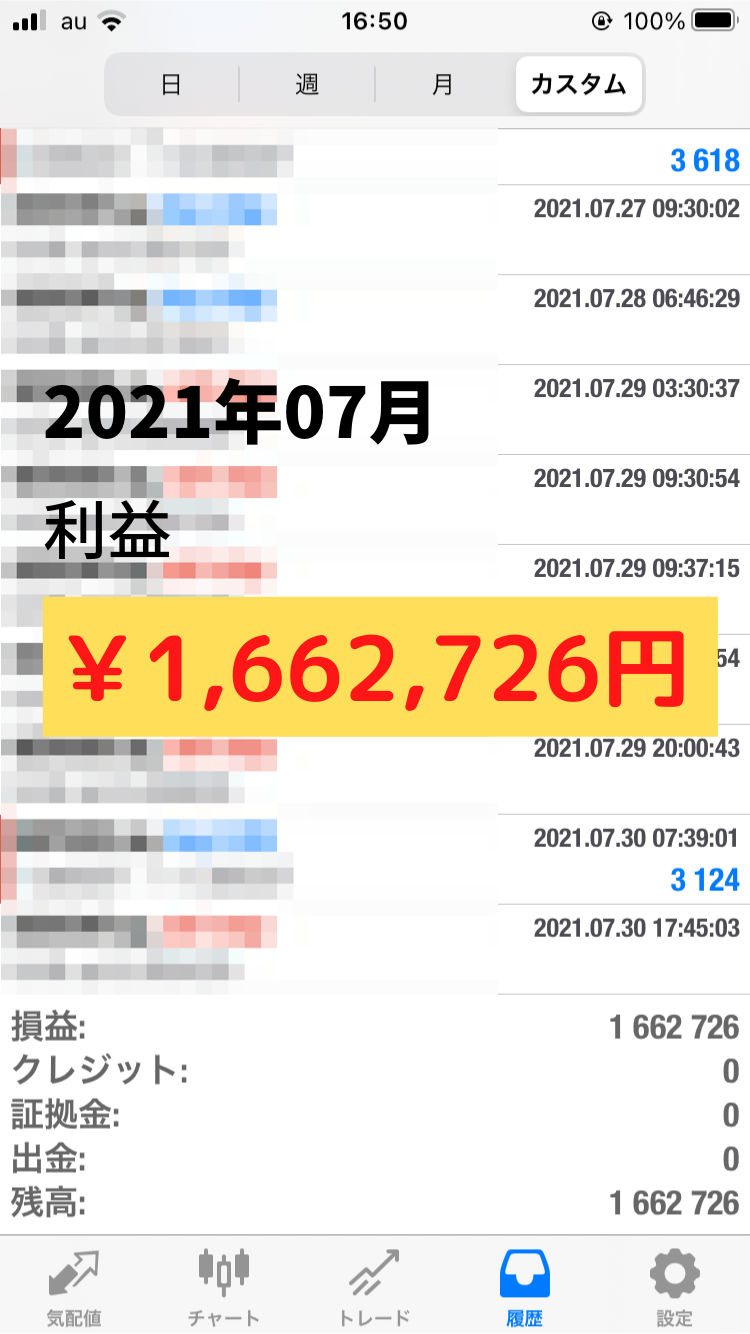 au 16:50 100%
日 週 月 カスタム
3 618
2021.07.27 09:30:02
2021.07.28 06:46:29
2021.07.29 03:30:37
2021年07月
2021.07.29 09:30:54
利益
2021.07.29 09:37:15
54
￥1,662,726円
2021.07.29 20:00:43
2021.07.30 07:39:01
3 124
2021.07.30 17:45:03
損益: 1 662 726
クレジット: 0
証拠金: 0
出金: 0
残高: 1 662 726
気配値 チャート トレード 履歴 設定